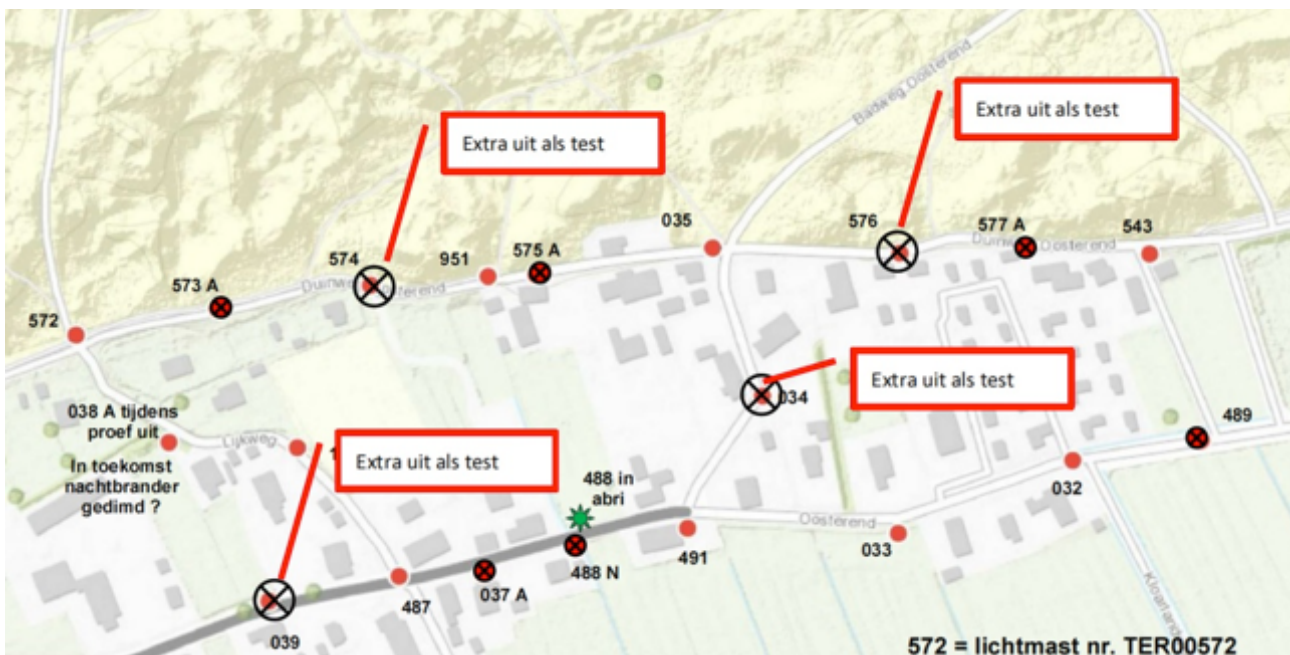 Extra uit als test
Extra uit als test
Badweg Oosterend
035
576
577 A
543
574
951
575 A
573 A
Oosterend
572
Extra uit als test
034
038 A tijdens
proef uit
In toekomst
nachtbrander
gedimd ?
Lijkweg
Extra uit als test
488 in
abri
489
032
Oosterend
033
491
488 N
037 A
487
039
572 = lichtmast nr. TER00572